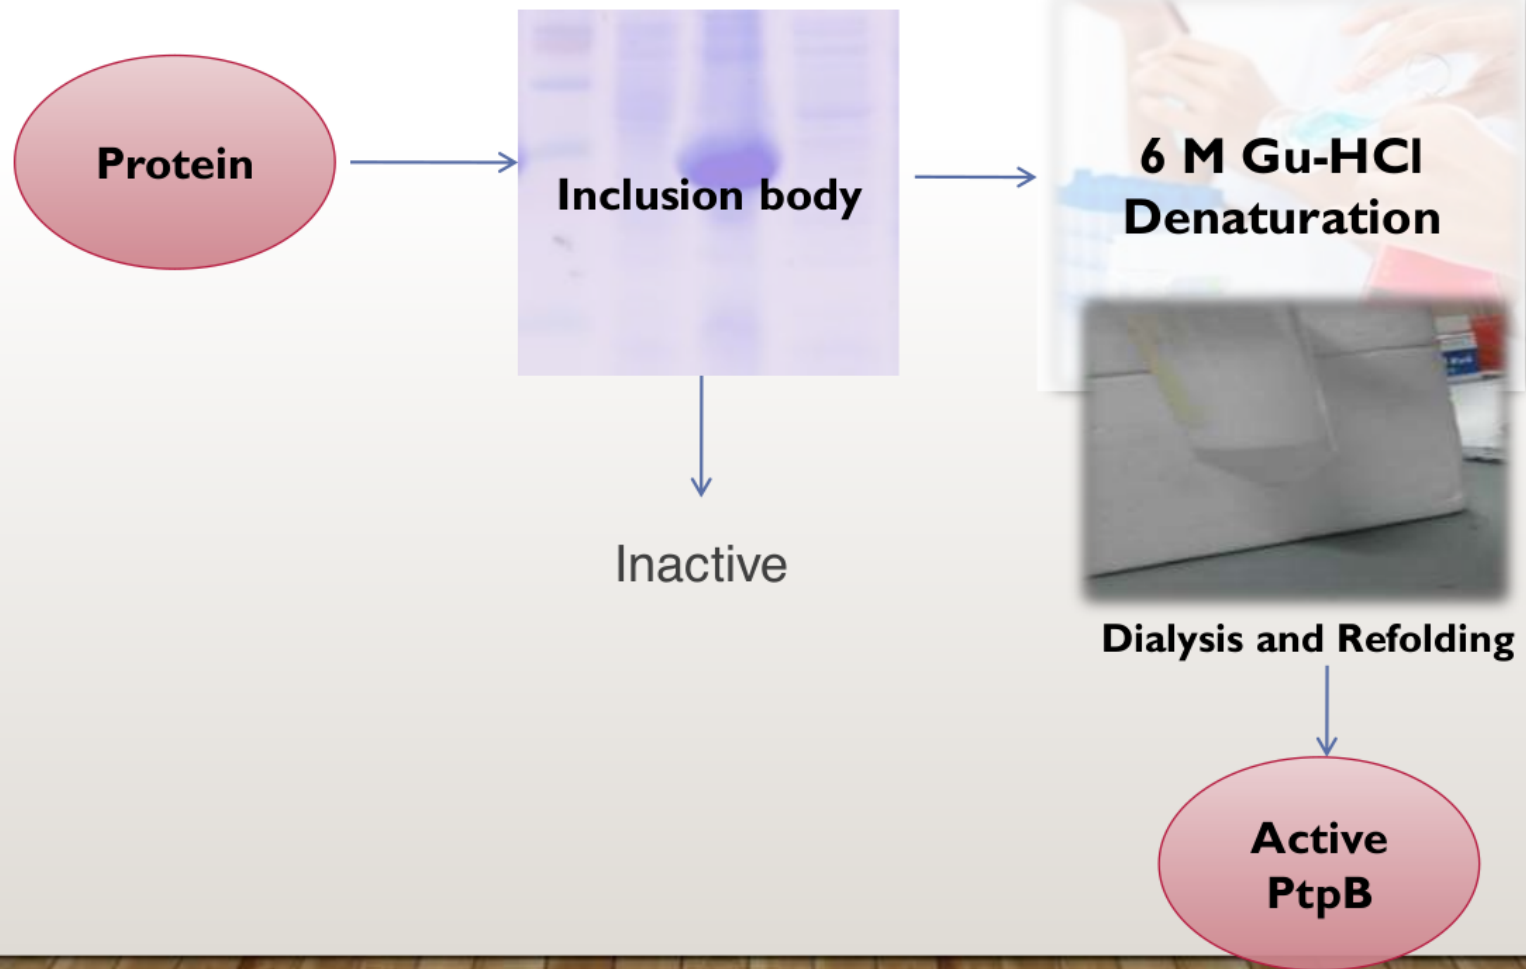 Protein
Inclusion body
6 M Gu-HCl
Denaturation
Inactive
Dialysis and Refolding
Active
PtpB